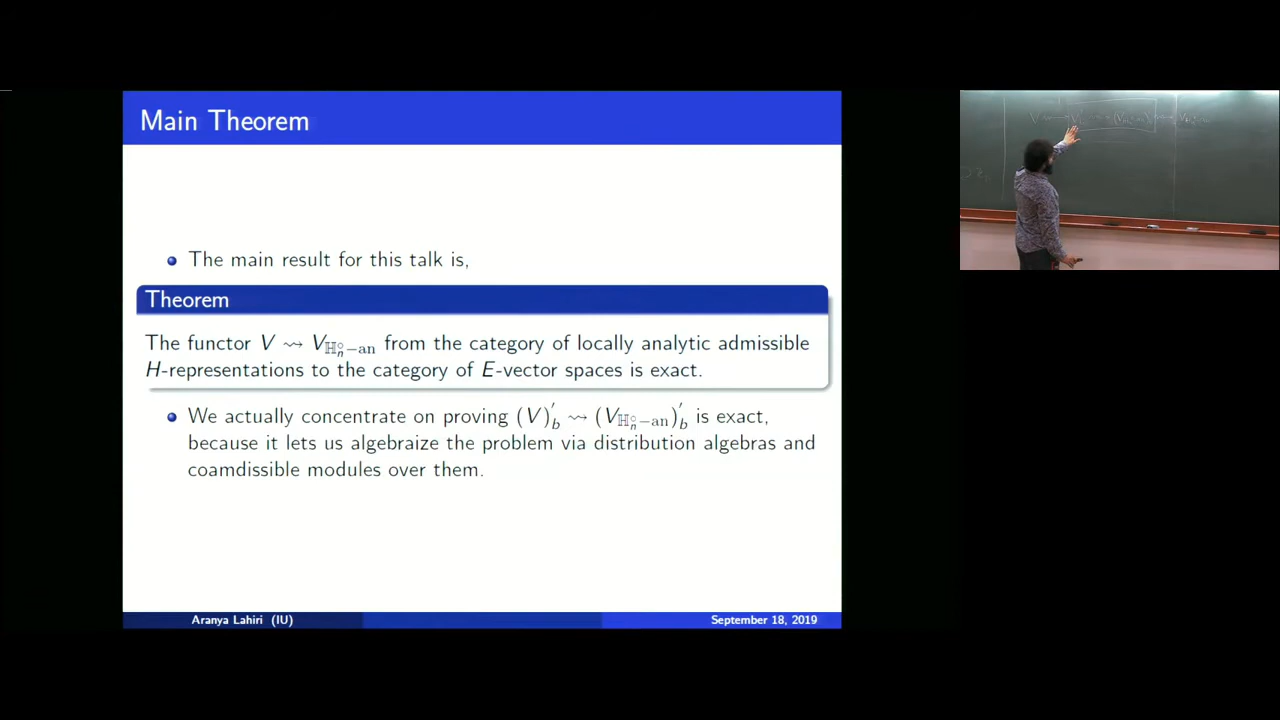 Main Theorem
The main result for this talk is,
Theorem
The functor V ⇝ V_{ℍ_n^∘−an} from the category of locally analytic admissible
H-representations to the category of E-vector spaces is exact.
We actually concentrate on proving (V)'_b ⇝ (V_{ℍ_n^∘−an})'_b is exact,
because it lets us algebraize the problem via distribution algebras and
coamdissible modules over them.
Aranya Lahiri (IU)
September 18, 2019